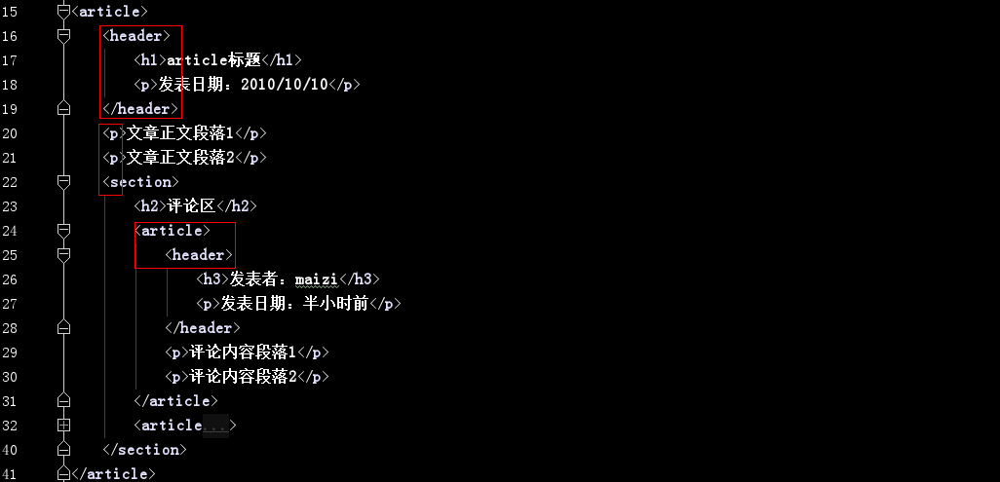 15 <article>
16 <header>
17 <h1>article标题</h1>
18 <p>发表日期：2010/10/10</p>
19 </header>
20 <p>文章正文段落1</p>
21 <p>文章正文段落2</p>
22 <section>
23 <h2>评论区</h2>
24 <article>
25 <header>
26 <h3>发表者：maizi</h3>
27 <p>发表日期：半小时前</p>
28 </header>
29 <p>评论内容段落1</p>
30 <p>评论内容段落2</p>
31 </article>
32 <article...>
40 </section>
41 </article>